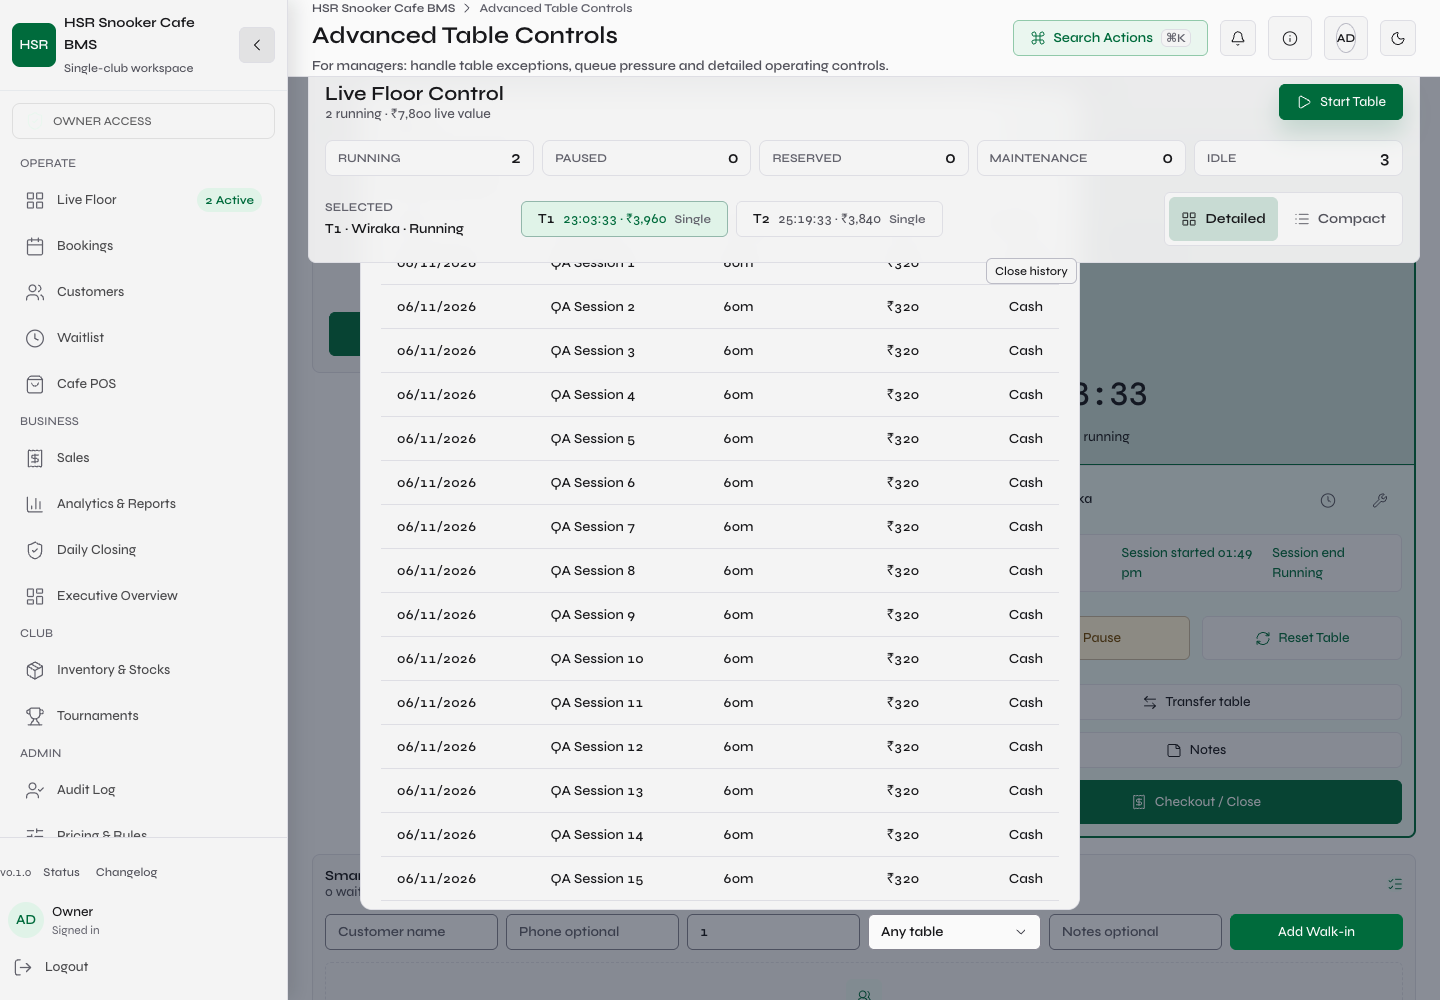 HSR
HSR Snooker Cafe
BMS
Single-club workspace
OWNER ACCESS
OPERATE
Live Floor
2 Active
Bookings
Customers
Waitlist
Cafe POS
BUSINESS
Sales
Analytics & Reports
Daily Closing
Executive Overview
CLUB
Inventory & Stocks
Tournaments
ADMIN
Audit Log
Pricing & Rules
v0.1.0 Status Changelog
AD
Owner
Signed in
Logout
HSR Snooker Cafe BMS > Advanced Table Controls
Advanced Table Controls
For managers: handle table exceptions, queue pressure and detailed operating controls.
Search Actions ⌘K
AD
Live Floor Control
2 running · ₹7,800 live value
Start Table
RUNNING 2
PAUSED 0
RESERVED 0
MAINTENANCE 0
IDLE 3
SELECTED
T1 · Wiraka · Running
T1 23:03:33 · ₹3,960 Single
T2 25:19:33 · ₹3,840 Single
Detailed
Compact
06/11/2026 QA Session 1 60m ₹320
Close history
06/11/2026 QA Session 2 60m ₹320 Cash
06/11/2026 QA Session 3 60m ₹320 Cash
06/11/2026 QA Session 4 60m ₹320 Cash
06/11/2026 QA Session 5 60m ₹320 Cash
06/11/2026 QA Session 6 60m ₹320 Cash
06/11/2026 QA Session 7 60m ₹320 Cash
06/11/2026 QA Session 8 60m ₹320 Cash
06/11/2026 QA Session 9 60m ₹320 Cash
06/11/2026 QA Session 10 60m ₹320 Cash
06/11/2026 QA Session 11 60m ₹320 Cash
06/11/2026 QA Session 12 60m ₹320 Cash
06/11/2026 QA Session 13 60m ₹320 Cash
06/11/2026 QA Session 14 60m ₹320 Cash
06/11/2026 QA Session 15 60m ₹320 Cash
:33
running
Session started 01:49
pm
Session end
Running
Pause
Reset Table
Transfer table
Notes
Checkout / Close
Customer name
Phone optional
1
Any table
Notes optional
Add Walk-in